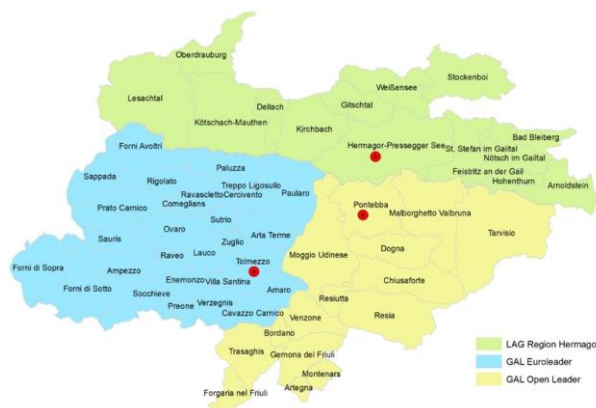 Oberdrauburg
Stockenboi
Lesachtal
Weißensee
Dellach
Gitschtal
Kötschach-Mauthen
Kirchbach
Bad Bleiberg
Hermagor-Pressegger See
St. Stefan im Gailtal
Nötsch im Gailtal
Forni Avoltri
Paluzza
Feistritz an der Gail
Hohenthurn
Arnoldstein
Sappada
Rigolato
Treppo Ligosullo
Ravascletto
Cercivento
Paularo
Comeglians
Prato Carnico
Pontebba
Malborghetto Valbruna
Sutrio
Ovaro
Arta Terme
Tarvisio
Sauris
Zuglio
Dogna
Lauco
Moggio Udinese
Raveo
Tolmezzo
Forni di Sopra
Ampezzo
Enemonzo
Villa Santina
Chiusaforte
Forni di Sotto
Socchieve
Amaro
Resiutta
Verzegnis
Preone
Venzone
Resia
Cavazzo Carnico
Bordano
Trasaghis
Gemona del Friuli
Montenars
Artegna
Forgaria nel Friuli
LAG Region Hermago
GAL Euroleader
GAL Open Leader